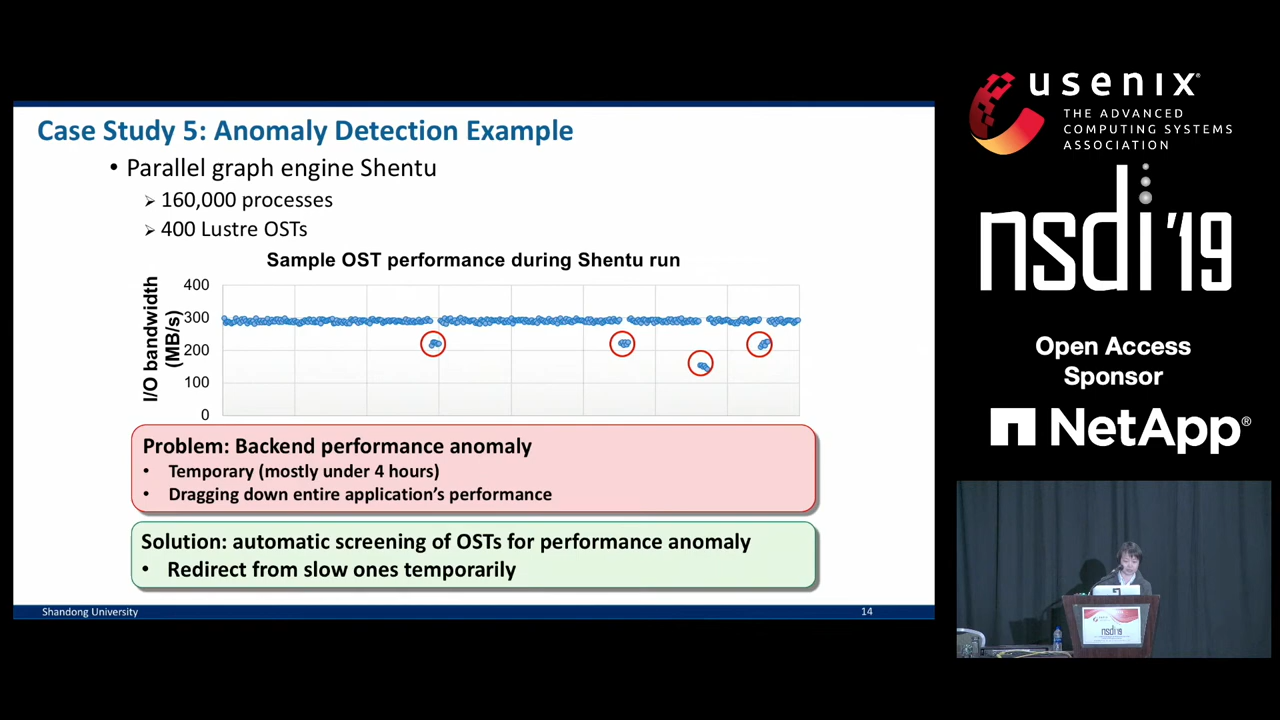 Case Study 5: Anomaly Detection Example
• Parallel graph engine Shentu
➢ 160,000 processes
➢ 400 Lustre OSTs
Sample OST performance during Shentu run
I/O bandwidth
(MB/s)
400
300
200
100
0
Problem: Backend performance anomaly
• Temporary (mostly under 4 hours)
• Dragging down entire application's performance
Solution: automatic screening of OSTs for performance anomaly
• Redirect from slow ones temporarily
Shandong University
14
usenix®
THE ADVANCED
COMPUTING SYSTEMS
ASSOCIATION
nsdi '19
Open Access
Sponsor
NetApp®
nsdi '19